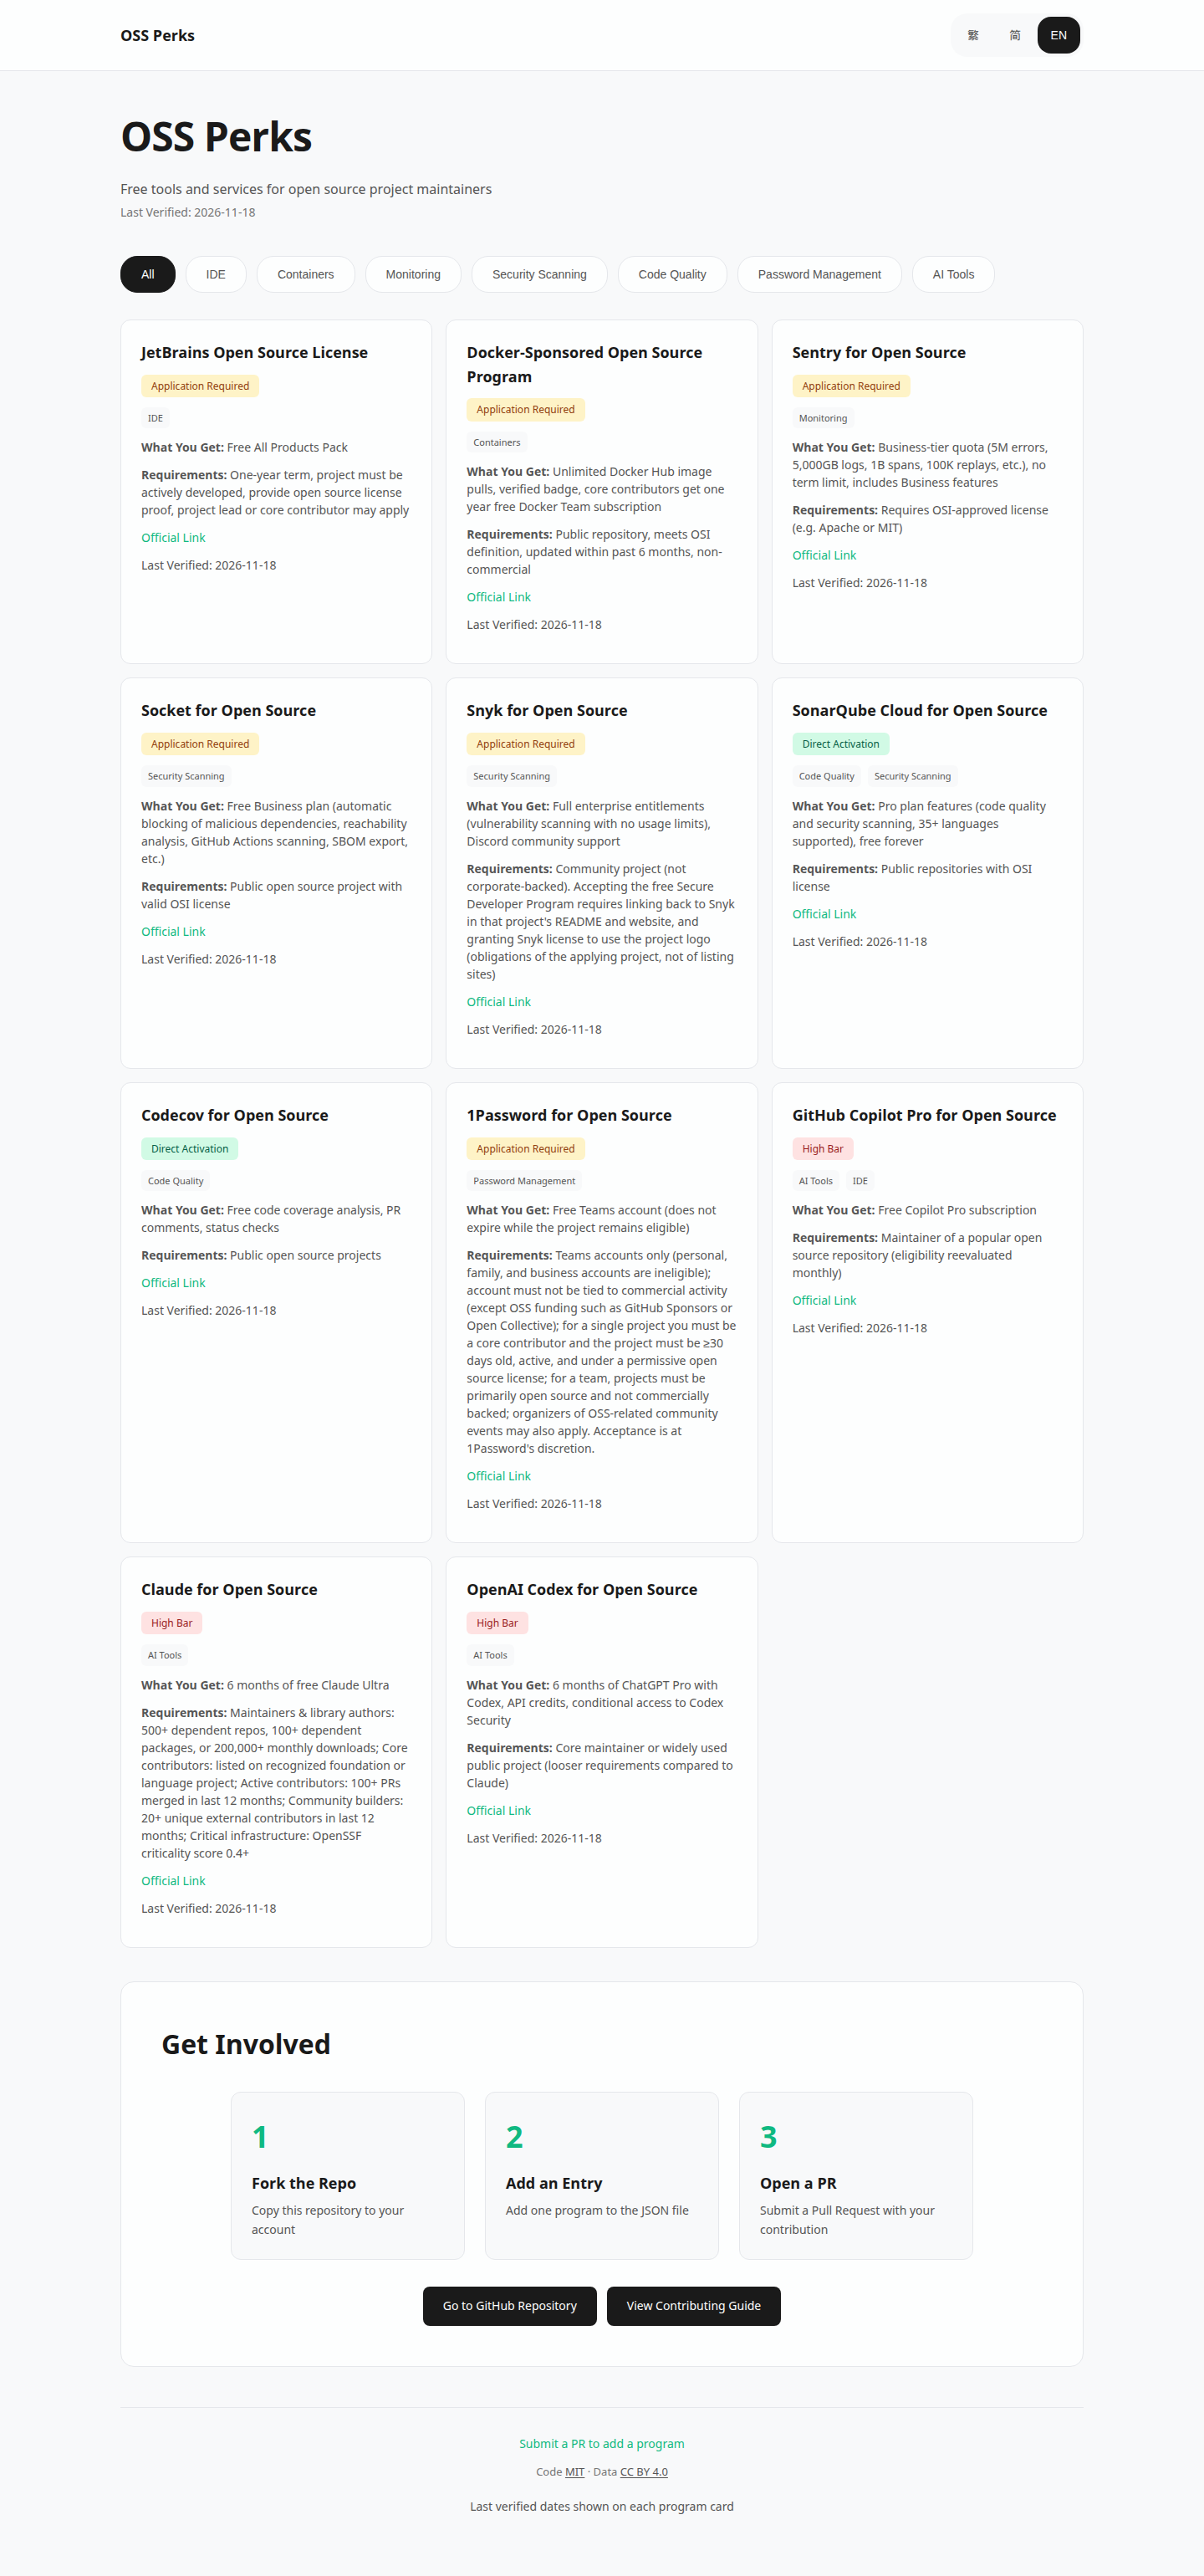 OSS Perks
繁
简
EN
OSS Perks
Free tools and services for open source project maintainers
Last Verified: 2026-11-18
All
IDE
Containers
Monitoring
Security Scanning
Code Quality
Password Management
AI Tools
JetBrains Open Source License
Application Required
IDE
What You Get: Free All Products Pack
Requirements: One-year term, project must be
actively developed, provide open source license
proof, project lead or core contributor may apply
Official Link
Last Verified: 2026-11-18
Docker-Sponsored Open Source
Program
Application Required
Containers
What You Get: Unlimited Docker Hub image
pulls, verified badge, core contributors get one
year free Docker Team subscription
Requirements: Public repository, meets OSI
definition, updated within past 6 months, non-
commercial
Official Link
Last Verified: 2026-11-18
Sentry for Open Source
Application Required
Monitoring
What You Get: Business-tier quota (5M errors,
5,000GB logs, 1B spans, 100K replays, etc.), no
term limit, includes Business features
Requirements: Requires OSI-approved license
(e.g. Apache or MIT)
Official Link
Last Verified: 2026-11-18
Socket for Open Source
Application Required
Security Scanning
What You Get: Free Business plan (automatic
blocking of malicious dependencies, reachability
analysis, GitHub Actions scanning, SBOM export,
etc.)
Requirements: Public open source project with
valid OSI license
Official Link
Last Verified: 2026-11-18
Snyk for Open Source
Application Required
Security Scanning
What You Get: Full enterprise entitlements
(vulnerability scanning with no usage limits),
Discord community support
Requirements: Community project (not
corporate-backed). Accepting the free Secure
Developer Program requires linking back to Snyk
in that project's README and website, and
granting Snyk license to use the project logo
(obligations of the applying project, not of listing
sites)
Official Link
Last Verified: 2026-11-18
SonarQube Cloud for Open Source
Direct Activation
Code Quality
Security Scanning
What You Get: Pro plan features (code quality
and security scanning, 35+ languages
supported), free forever
Requirements: Public repositories with OSI
license
Official Link
Last Verified: 2026-11-18
Codecov for Open Source
Direct Activation
Code Quality
What You Get: Free code coverage analysis, PR
comments, status checks
Requirements: Public open source projects
Official Link
Last Verified: 2026-11-18
1Password for Open Source
Application Required
Password Management
What You Get: Free Teams account (does not
expire while the project remains eligible)
Requirements: Teams accounts only (personal,
family, and business accounts are ineligible);
account must not be tied to commercial activity
(except OSS funding such as GitHub Sponsors or
Open Collective); for a single project you must be
a core contributor and the project must be ≥30
days old, active, and under a permissive open
source license; for a team, projects must be
primarily open source and not commercially
backed; organizers of OSS-related community
events may also apply. Acceptance is at
1Password's discretion.
Official Link
Last Verified: 2026-11-18
GitHub Copilot Pro for Open Source
High Bar
AI Tools
IDE
What You Get: Free Copilot Pro subscription
Requirements: Maintainer of a popular open
source repository (eligibility reevaluated
monthly)
Official Link
Last Verified: 2026-11-18
Claude for Open Source
High Bar
AI Tools
What You Get: 6 months of free Claude Ultra
Requirements: Maintainers & library authors:
500+ dependent repos, 100+ dependent
packages, or 200,000+ monthly downloads; Core
contributors: listed on recognized foundation or
language project; Active contributors: 100+ PRs
merged in last 12 months; Community builders:
20+ unique external contributors in last 12
months; Critical infrastructure: OpenSSF
criticality score 0.4+
Official Link
Last Verified: 2026-11-18
OpenAI Codex for Open Source
High Bar
AI Tools
What You Get: 6 months of ChatGPT Pro with
Codex, API credits, conditional access to Codex
Security
Requirements: Core maintainer or widely used
public project (looser requirements compared to
Claude)
Official Link
Last Verified: 2026-11-18
Get Involved
1
Fork the Repo
Copy this repository to your
account
2
Add an Entry
Add one program to the JSON file
3
Open a PR
Submit a Pull Request with your
contribution
Go to GitHub Repository
View Contributing Guide
Submit a PR to add a program
Code MIT · Data CC BY 4.0
Last verified dates shown on each program card